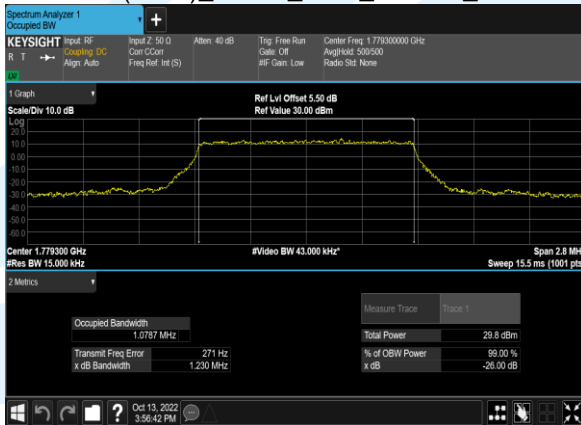 Spectrum Analyzer 1
Occupied BW
+
KEYSIGHT Input: RF Input Z: 50 Ω Atten: 40 dB Trig: Free Run Center Freq: 1.779300000 GHz
R T Coupling: DC Corr CCorr Gate: Off Avg|Hold: 500/500
Align: Auto Freq Ref: Int (S) #IF Gain: Low Radio Std: None
1 Graph
Ref Lvl Offset 5.50 dB
Scale/Div 10.0 dB Ref Value 30.00 dBm
Log
20.0
10.0
0.00
-10.0
-20.0
-30.0
-40.0
-50.0
-60.0
Center 1.779300 GHz #Video BW 43.000 kHz* Span 2.8 MH
#Res BW 15.000 kHz Sweep 15.5 ms (1001 pts
2 Metrics
Measure Trace Trace 1
Occupied Bandwidth
1.0787 MHz Total Power 29.8 dBm
Transmit Freq Error 271 Hz % of OBW Power 99.00 %
x dB Bandwidth 1.230 MHz x dB -26.00 dB
? Oct 13, 2022
3:56:42 PM